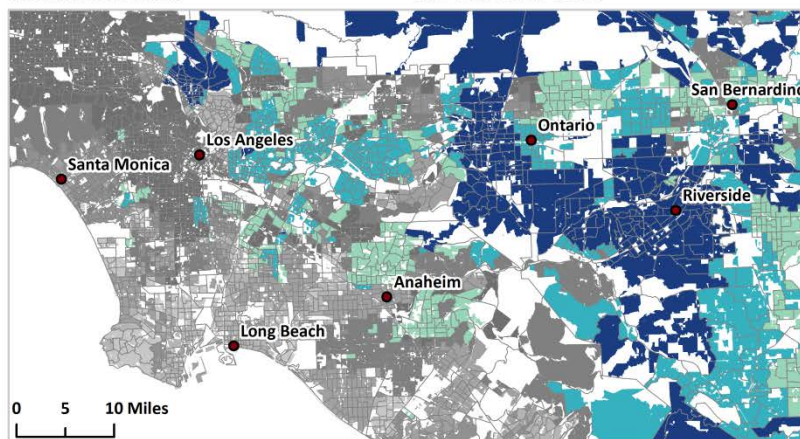 San Bernardino
Ontario
Los Angeles
Santa Monica
Riverside
Anaheim
Long Beach
0 5 10 Miles